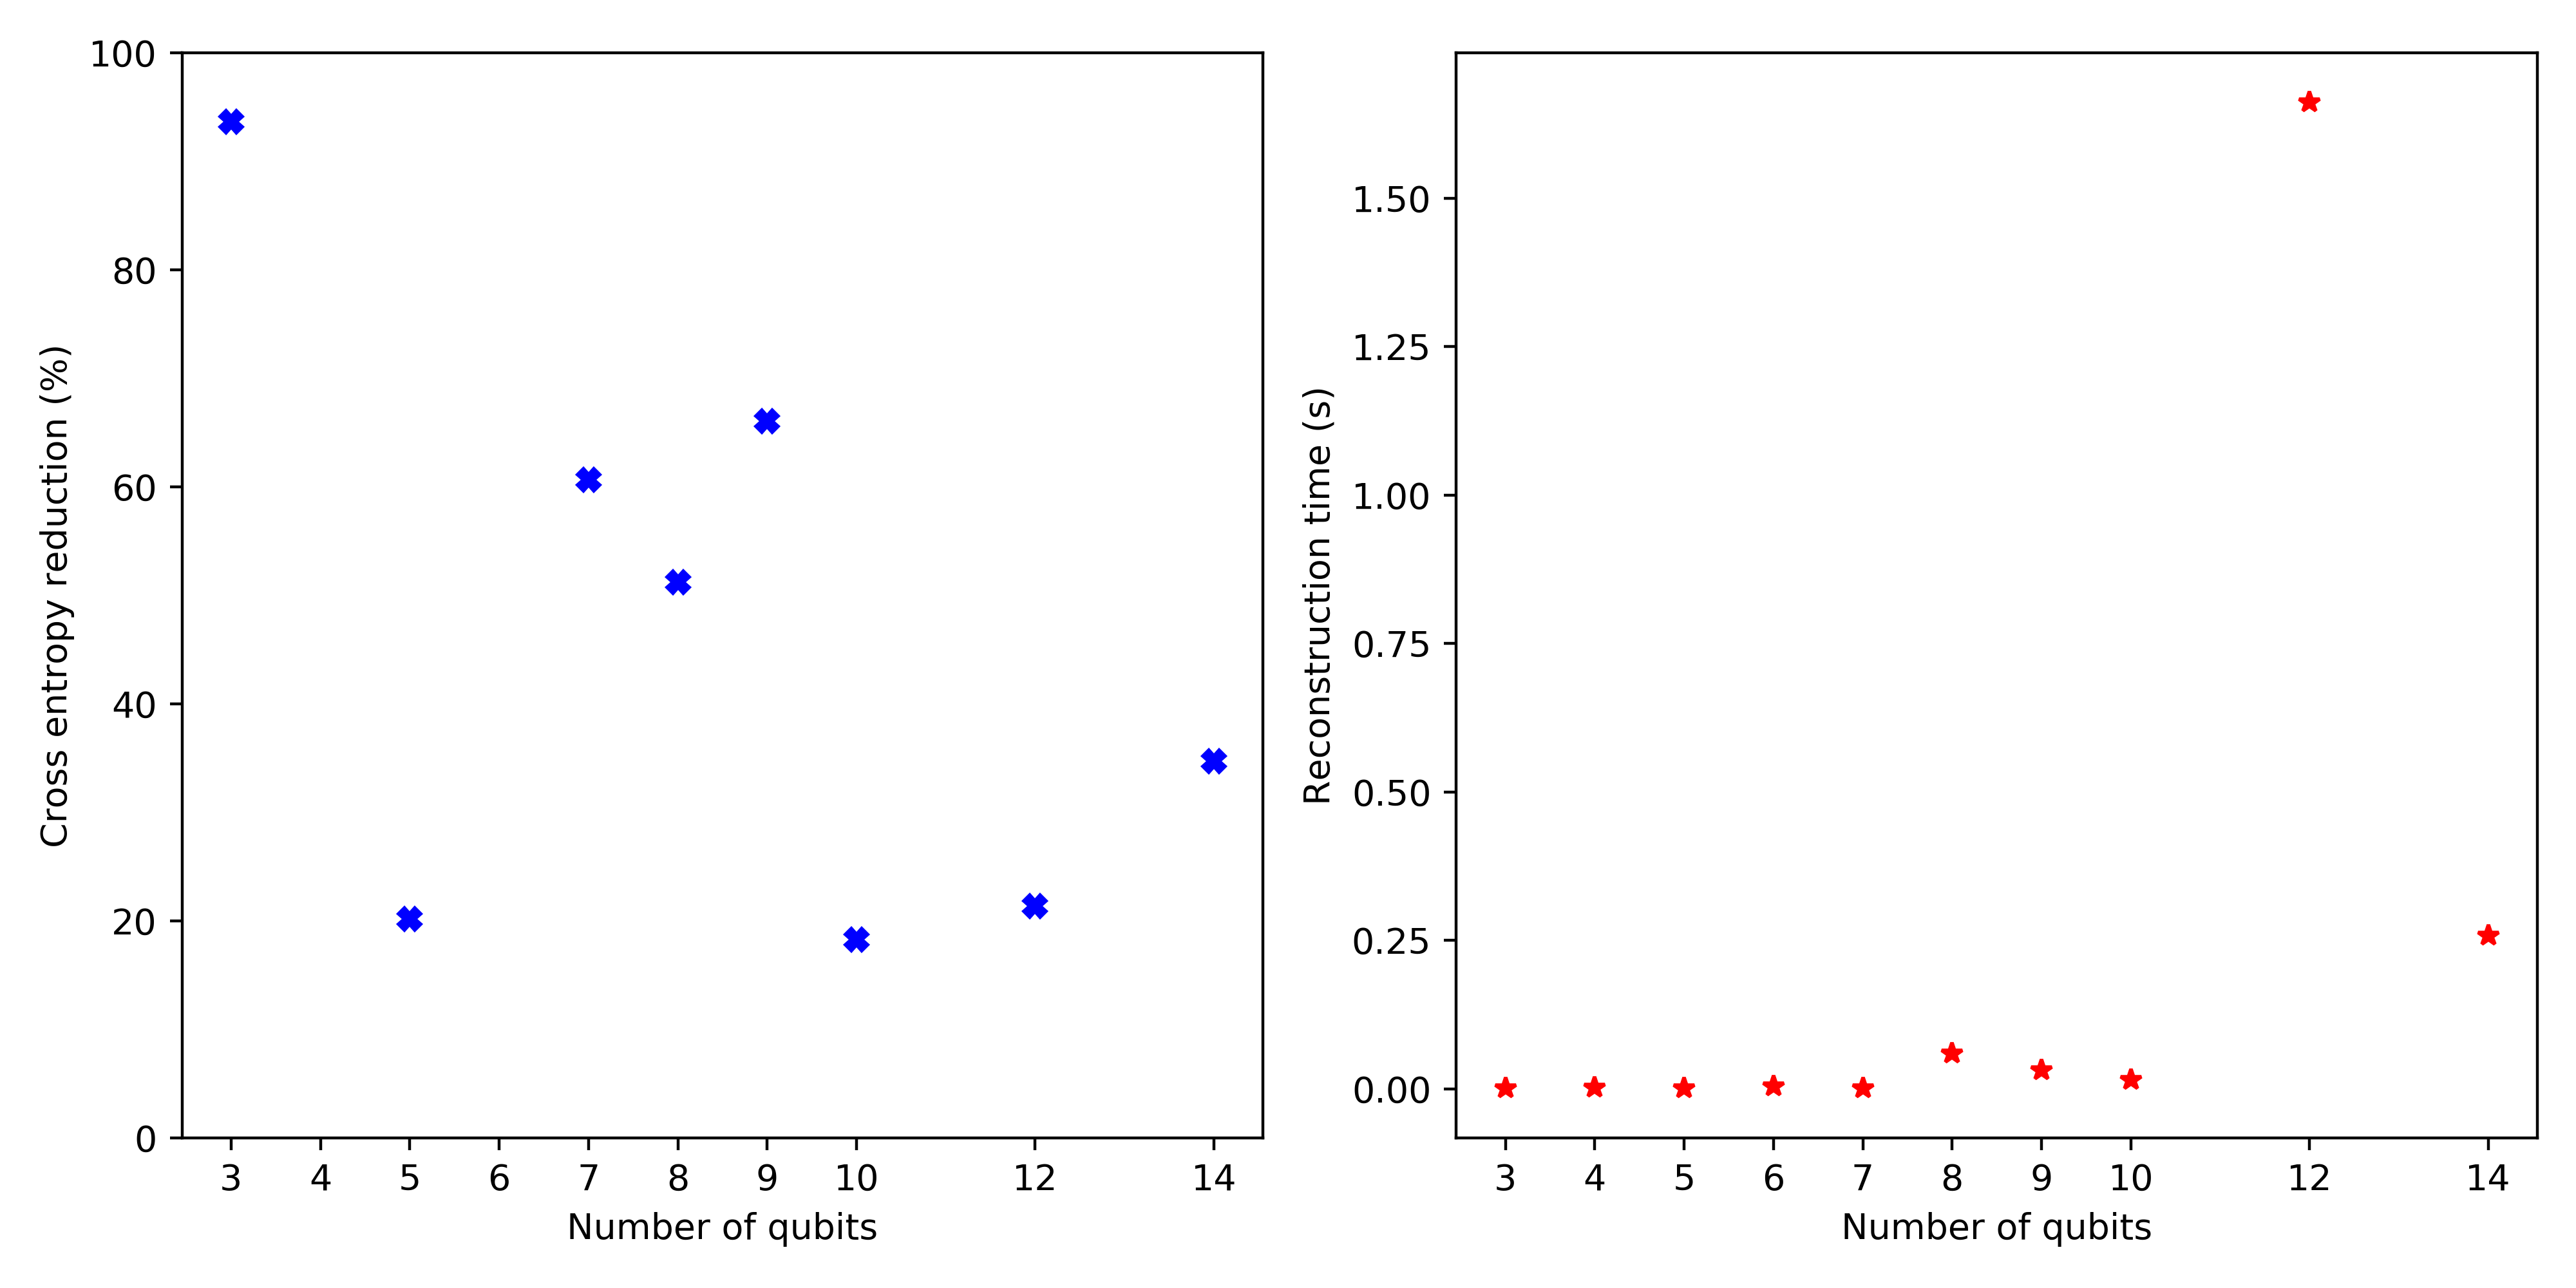 100
80
60
40
20
0
Cross entropy reduction (%)
3 4 5 6 7 8 9 10 12 14
Number of qubits
1.50
1.25
1.00
0.75
0.50
0.25
0.00
Reconstruction time (s)
3 4 5 6 7 8 9 10 12 14
Number of qubits